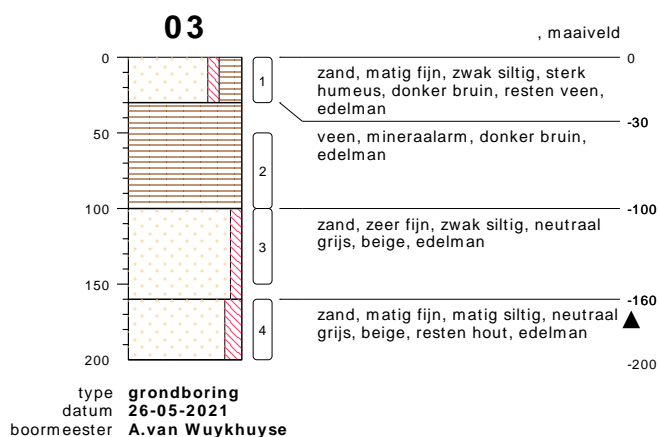 03
, maaiveld
0
0
1
zand, matig fijn, zwak siltig, sterk
humeus, donker bruin, resten veen,
edelman
-30
50
2
veen, mineraalarm, donker bruin,
edelman
100
-100
3
zand, zeer fijn, zwak siltig, neutraal
grijs, beige, edelman
150
-160
4
zand, matig fijn, matig siltig, neutraal
grijs, beige, resten hout, edelman
200
-200
type grondboring
datum 26-05-2021
boormeester A.van Wuykhuyse